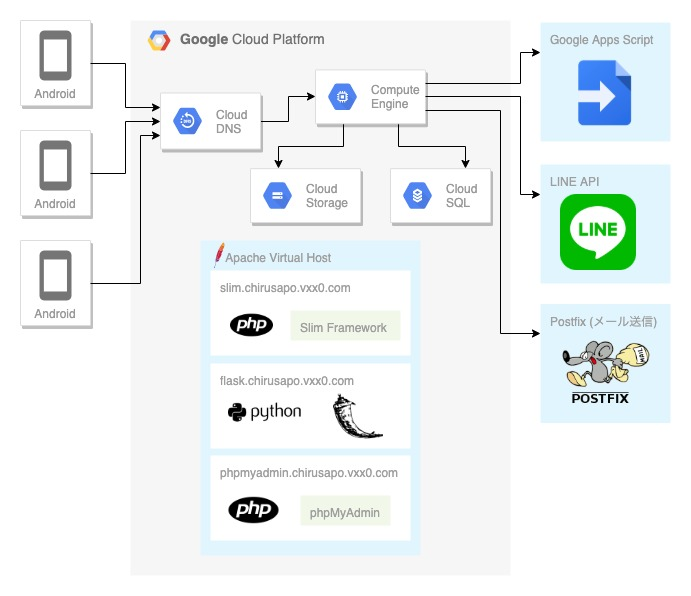 Android
Android
Android
Google Cloud Platform
Cloud
DNS
DNS
Compute
Engine
Cloud
Storage
Cloud
SQL
Apache Virtual Host
slim.chirusapo.vxx0.com
php
Slim Framework
flask.chirusapo.vxx0.com
python
phpmyadmin.chirusapo.vxx0.com
php
phpMyAdmin
Google Apps Script
LINE API
LINE
Postfix (メール送信)
MAIL
POSTFIX